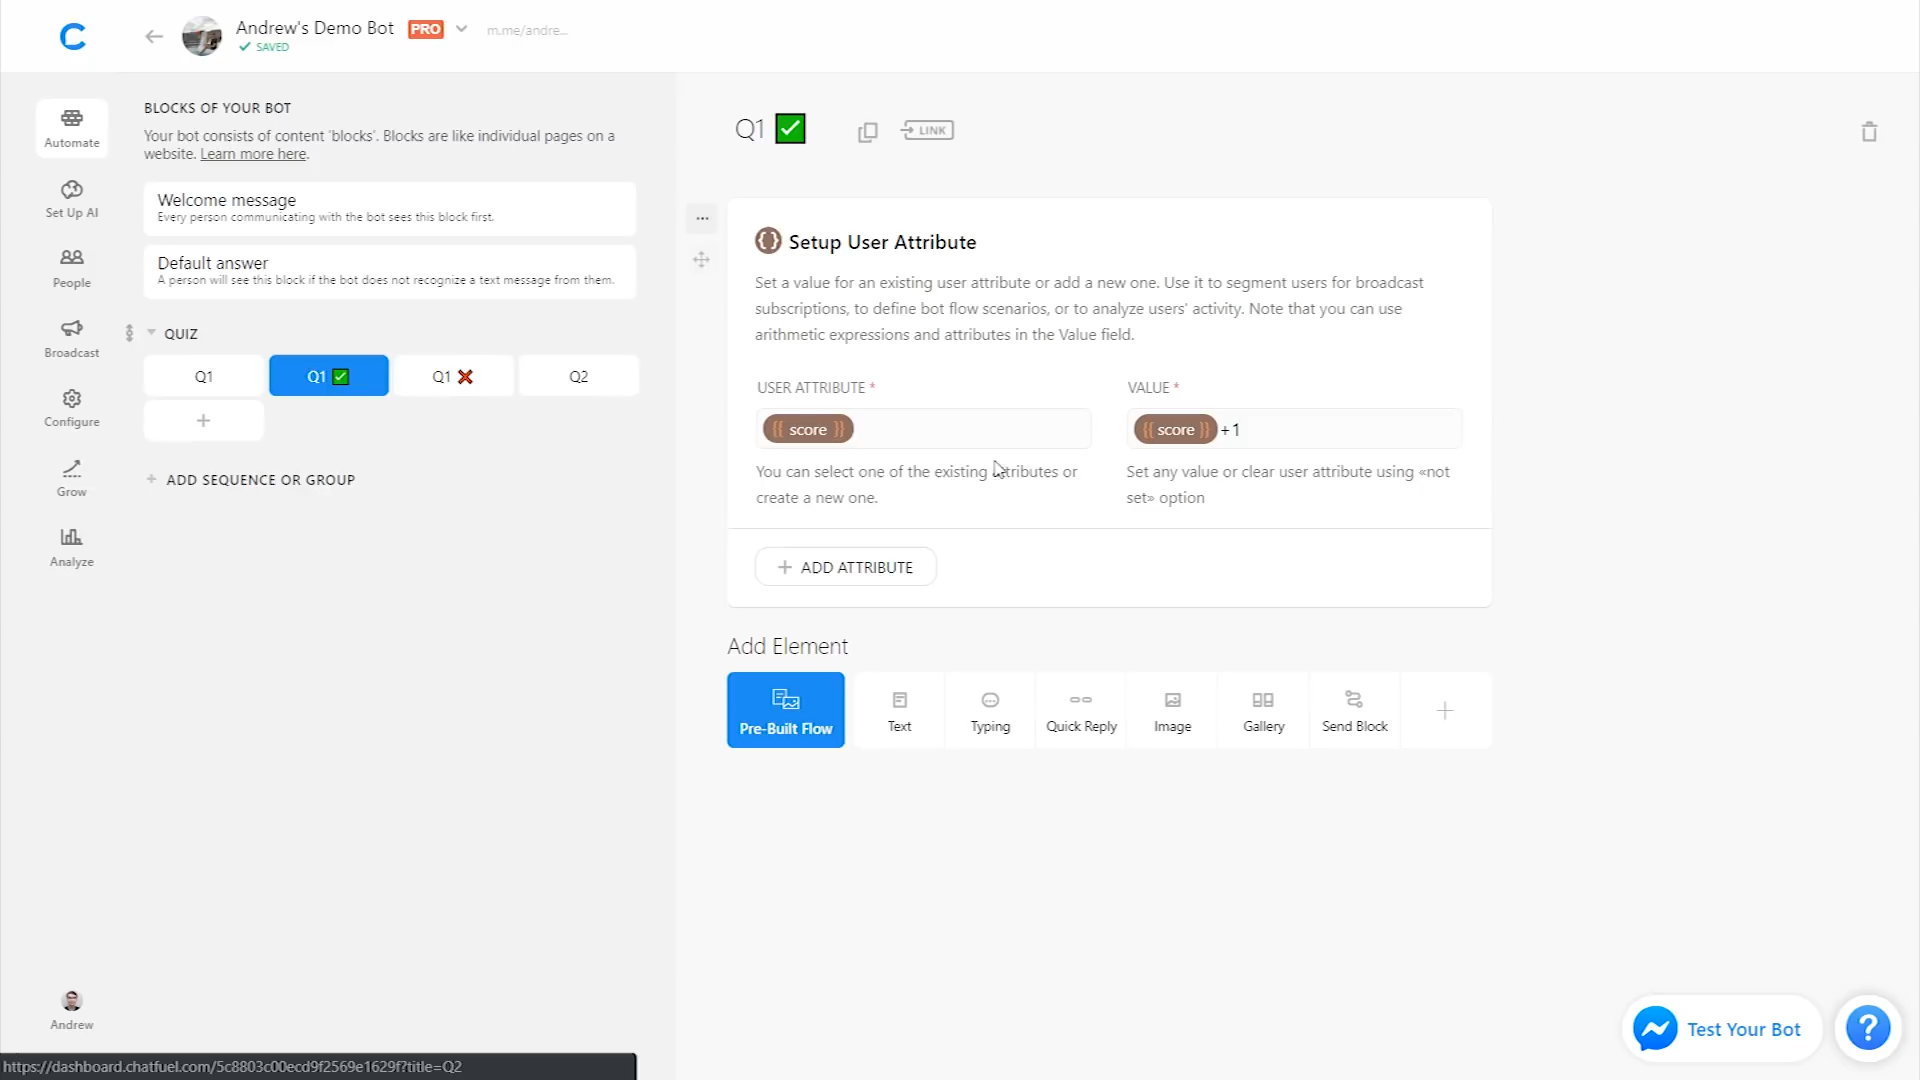 Andrew's Demo Bot PRO m.me/andre...
SAVED
Automate
Set Up AI
People
Broadcast
Configure
Grow
Analyze
Andrew
BLOCKS OF YOUR BOT
Your bot consists of content 'blocks'. Blocks are like individual pages on a
website. Learn more here.
Welcome message
Every person communicating with the bot sees this block first.
Default answer
A person will see this block if the bot does not recognize a text message from them.
QUIZ
Q1 Q1 ✅ Q1 ❌ Q2
+
+ ADD SEQUENCE OR GROUP
Q1 ✅ LINK
Setup User Attribute
Set a value for an existing user attribute or add a new one. Use it to segment users for broadcast
subscriptions, to define bot flow scenarios, or to analyze users' activity. Note that you can use
arithmetic expressions and attributes in the Value field.
USER ATTRIBUTE * VALUE *
{{ score }} {{ score }} +1
You can select one of the existing attributes or
create a new one.
Set any value or clear user attribute using «not
set» option
+ ADD ATTRIBUTE
Add Element
Pre-Built Flow Text Typing Quick Reply Image Gallery Send Block +
Test Your Bot ?
https://dashboard.chatfuel.com/5c8803c00ecd9f2569e1629f?title=Q2